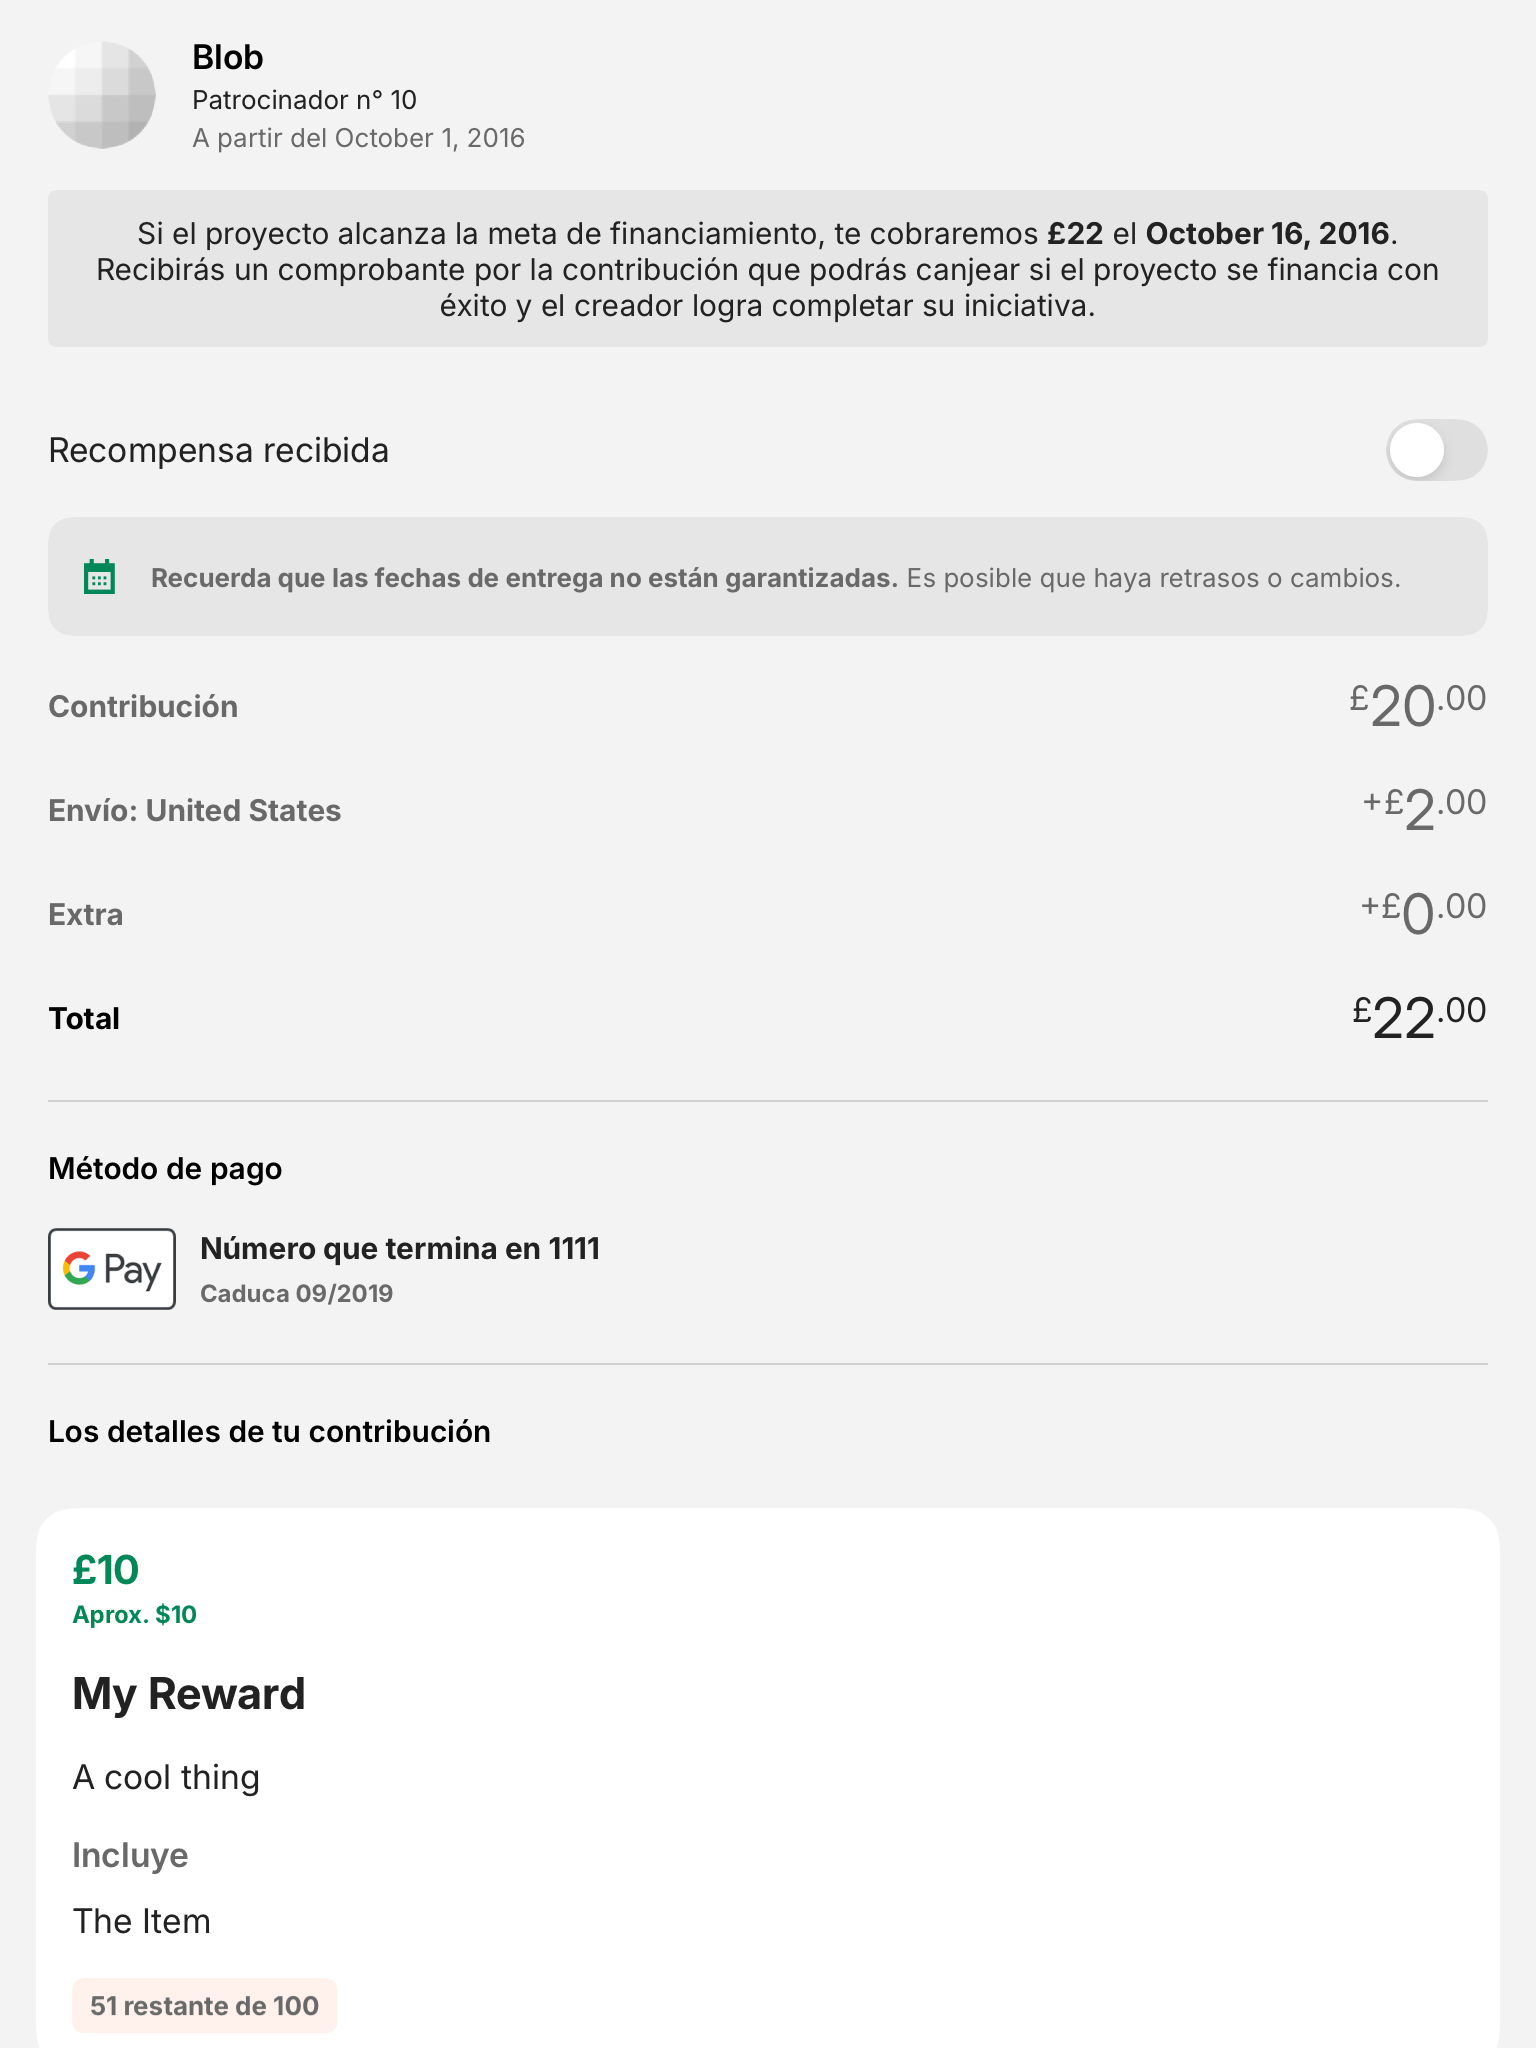 Blob
Patrocinador n° 10
A partir del October 1, 2016
Si el proyecto alcanza la meta de financiamiento, te cobraremos £22 el October 16, 2016.
Recibirás un comprobante por la contribución que podrás canjear si el proyecto se financia con
éxito y el creador logra completar su iniciativa.
Recompensa recibida
Recuerda que las fechas de entrega no están garantizadas. Es posible que haya retrasos o cambios.
Contribución £20.00
Envío: United States +£2.00
Extra +£0.00
Total £22.00
Método de pago
G Pay
Número que termina en 1111
Caduca 09/2019
Los detalles de tu contribución
£10
Aprox. $10
My Reward
A cool thing
Incluye
The Item
51 restante de 100